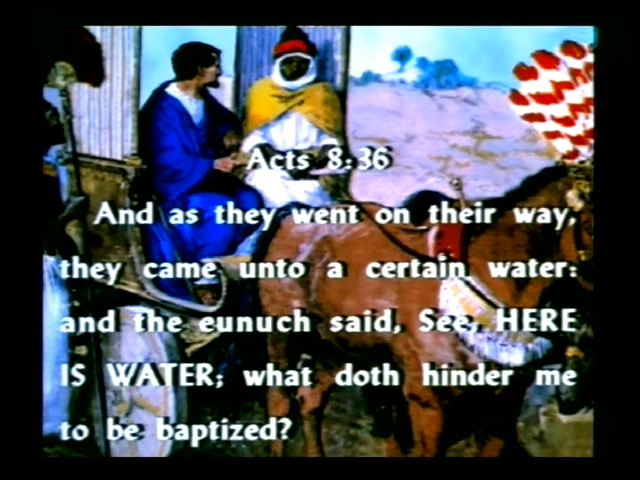 Acts 8:36
And as they went on their way,
they came unto a certain water:
and the eunuch said, See, HERE
IS WATER; what doth hinder me
to be baptized?